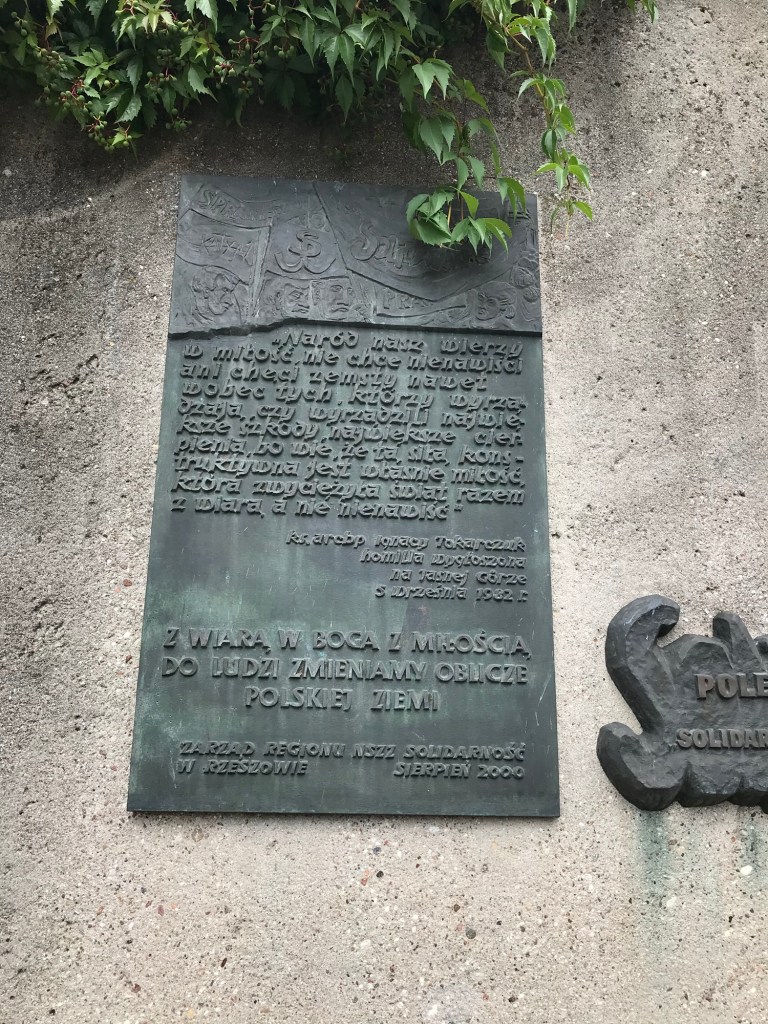 "Naród nasz wierzy
w miłość, nie chce nienawiści
ani chęci zemsty nawet
wobec tych, którzy wyrzą-
dzają, czy wyrządzili najwię-
ksze szkody, największe cier-
pienia bo wie, że tą siłą kons-
truktywną jest właśnie miłość,
która zwyciężyła świat razem
z wiarą, a nie nienawiść"
ks. arcbp Ignacy Tokarczuk
homilia wygłoszona
na Jasnej Górze
5 września 1982 r.
Z WIARĄ W BOGA Z MIŁOŚCIĄ
DO LUDZI ZMIENIAMY OBLICZE
POLSKIEJ ZIEMI
ZARZĄD REGIONU NSZZ SOLIDARNOŚĆ
W RZESZOWIE SIERPIEŃ 2000
POLE
SOLIDAR